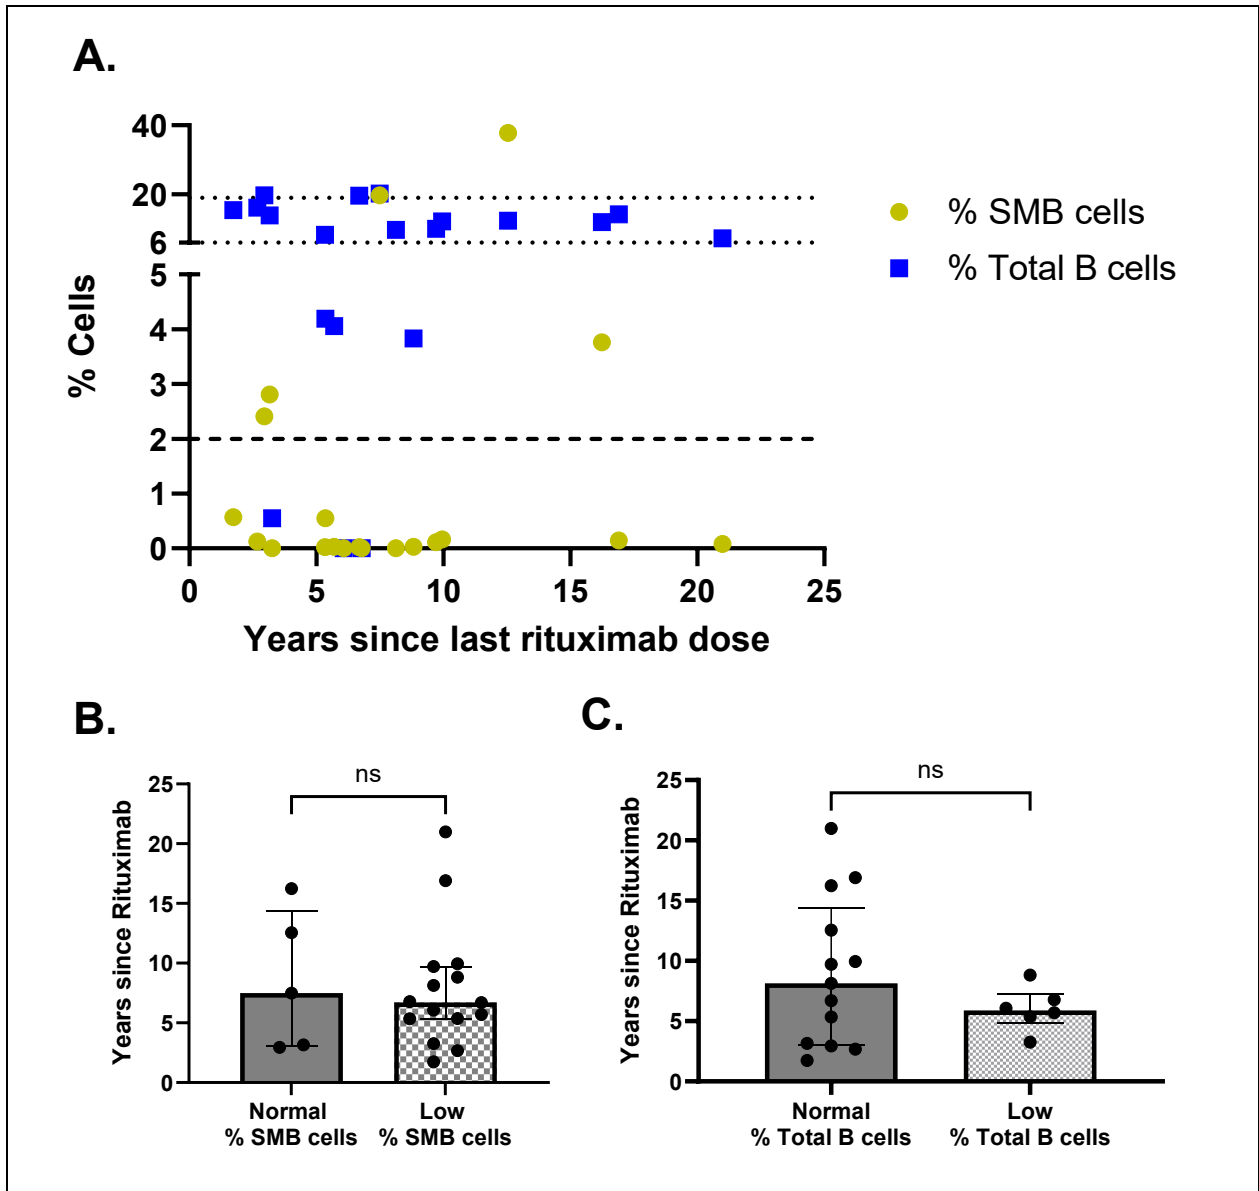 A.
40
20
6
5
4
3
2
1
0
% Cells
0 5 10 15 20 25
Years since last rituximab dose
% SMB cells
% Total B cells
B.
ns
25
20
15
10
5
0
Years since Rituximab
Normal
% SMB cells
Low
% SMB cells
C.
ns
25
20
15
10
5
0
Years since Rituximab
Normal
% Total B cells
Low
% Total B cells